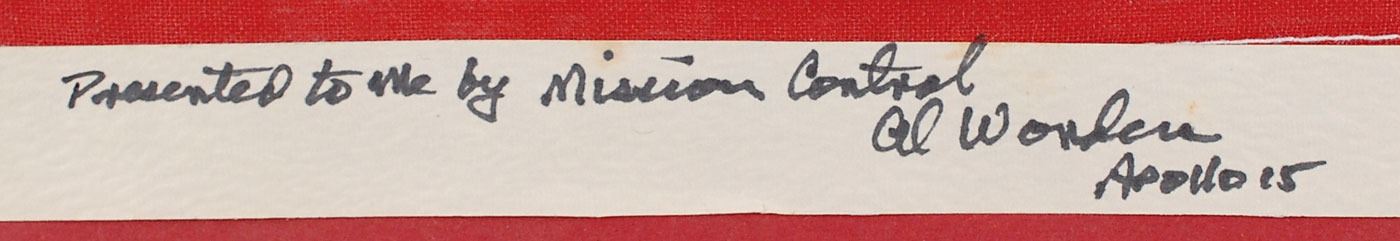 Presented to me by Mission Control
Al Worden
Apollo 15